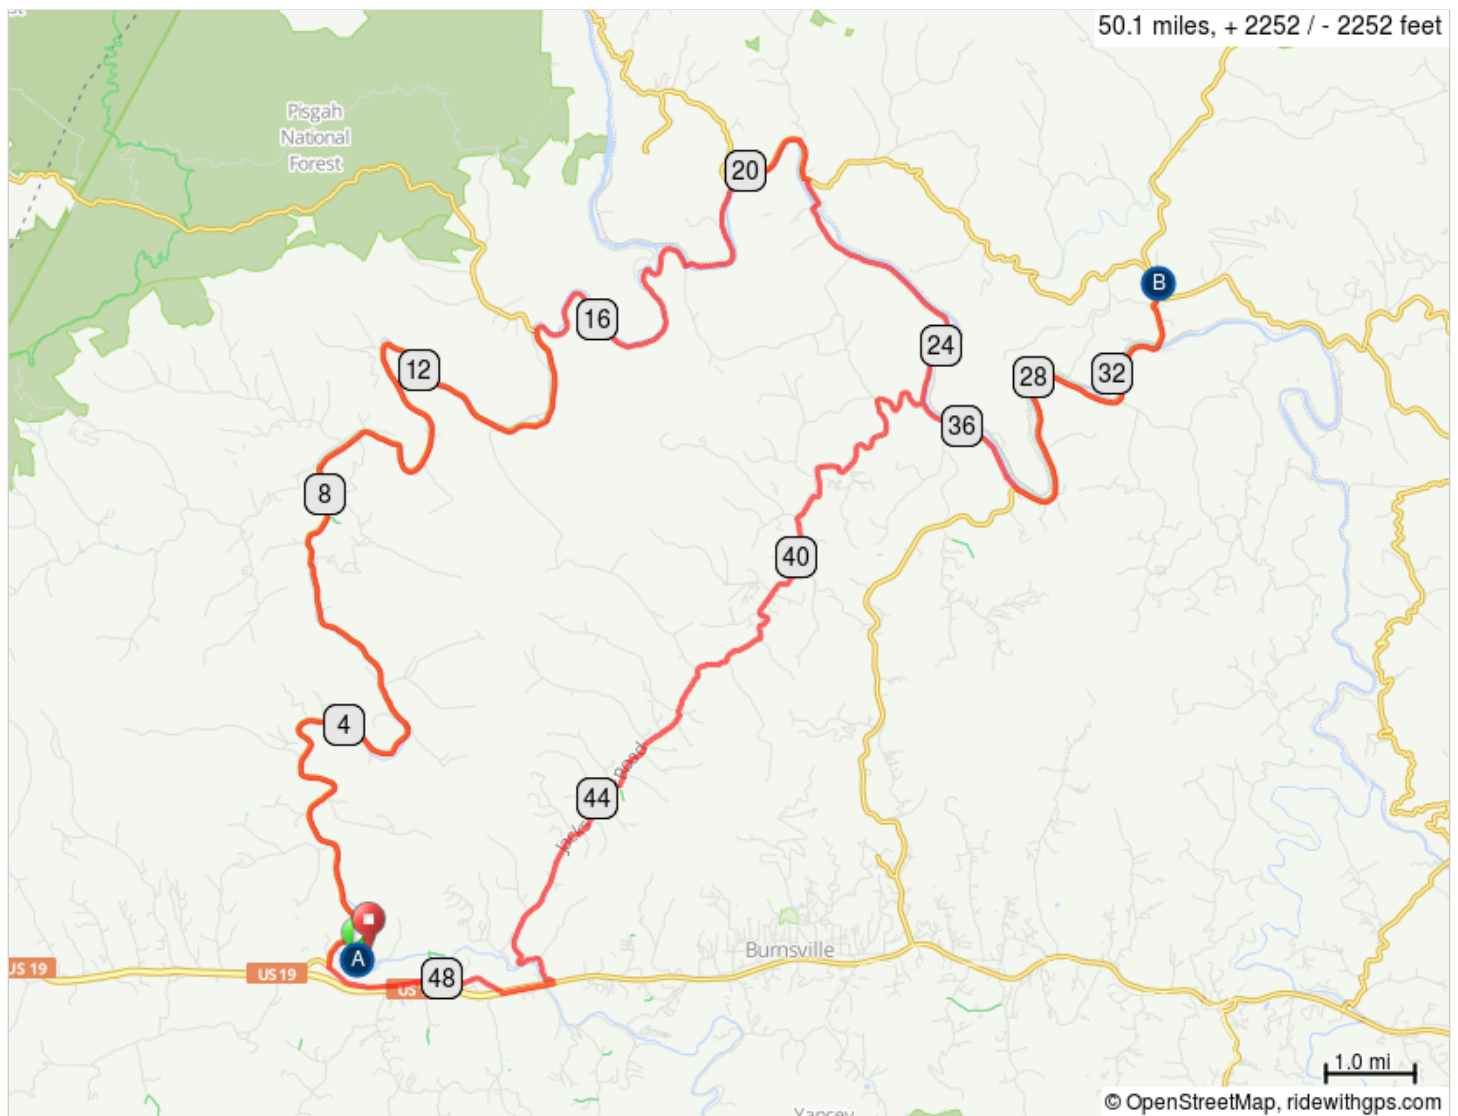 50.1 miles, + 2252 / - 2252 feet
Pisgah
National
Forest
20
B
16
24
12
28
32
36
8
40
4
44
A
Burnsville
US 19
US 19
US
48
1.0 mi
© OpenStreetMap, ridewithgps.com
Yancey